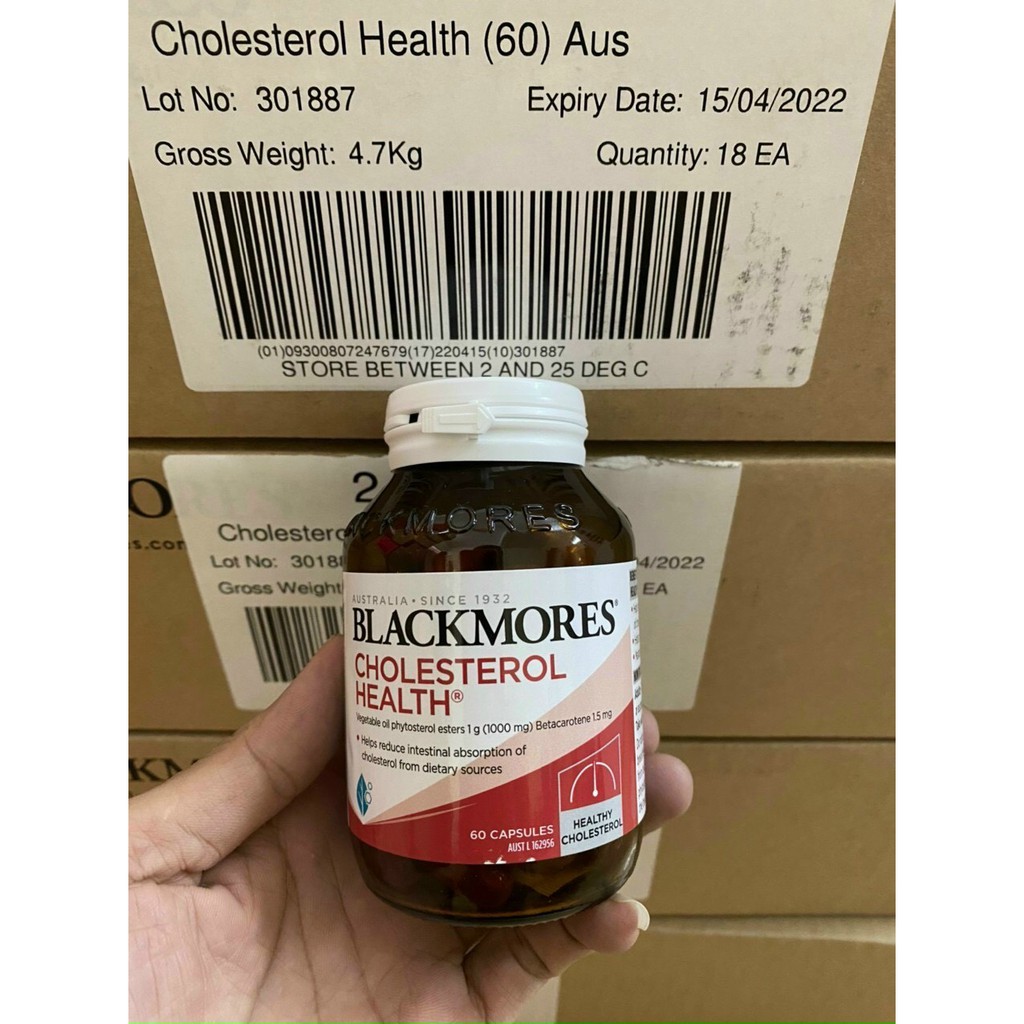 Cholesterol Health (60) Aus
Lot No: 301887 Expiry Date: 15/04/2022
Gross Weight: 4.7Kg Quantity: 18 EA
(01)09300807247679(17)220415(10)301887
STORE BETWEEN 2 AND 25 DEG C
2
Cholestero
Lot No: 3018 4/2022
Gross Weight EA
CKMORES
AUSTRALIA • SINCE 1932
BLACKMORES®
CHOLESTEROL
HEALTH®
Vegetable oil phytosterol esters 1 g (1000 mg) Betacarotene 1.5 mg
• Helps reduce intestinal absorption of
cholesterol from dietary sources
HEALTHY
CHOLESTEROL
60 CAPSULES
AUST L 162956